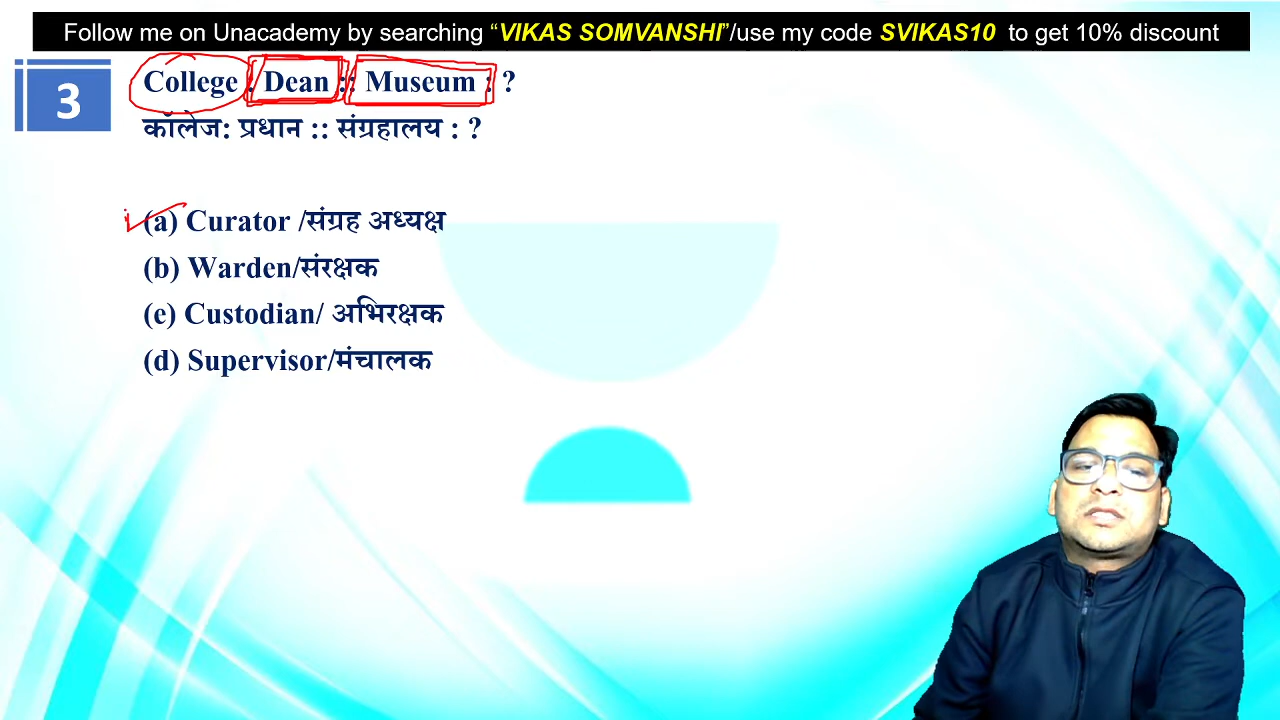 Follow me on Unacademy by searching “VIKAS SOMVANSHI”/use my code SVIKAS10 to get 10% discount
3
College : Dean :: Museum : ?
कॉलेज: प्रधान :: संग्रहालय : ?
(a) Curator /संग्रह अध्यक्ष
(b) Warden/संरक्षक
(e) Custodian/ अभिरक्षक
(d) Supervisor/मंचालक